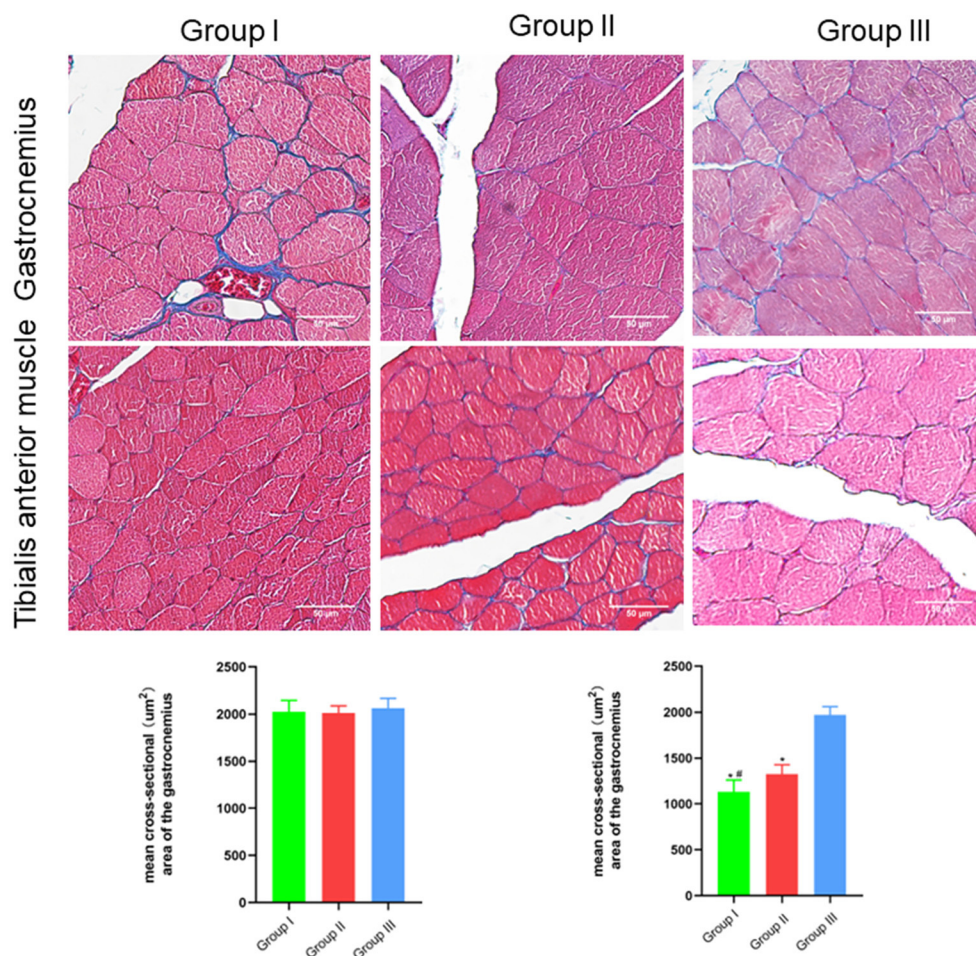 Group I
Group II
Group III
Gastrocnemius
50 µm
50 µm
50 µm
Tibialis anterior muscle
50 µm
50 µm
mean cross-sectional (um²)
area of the gastrocnemius
2500
2000
1500
1000
500
0
Group I
Group II
Group III
mean cross-sectional (um²)
area of the gastrocnemius
2500
2000
1500
1000
500
0
* #
*
Group I
Group II
Group III